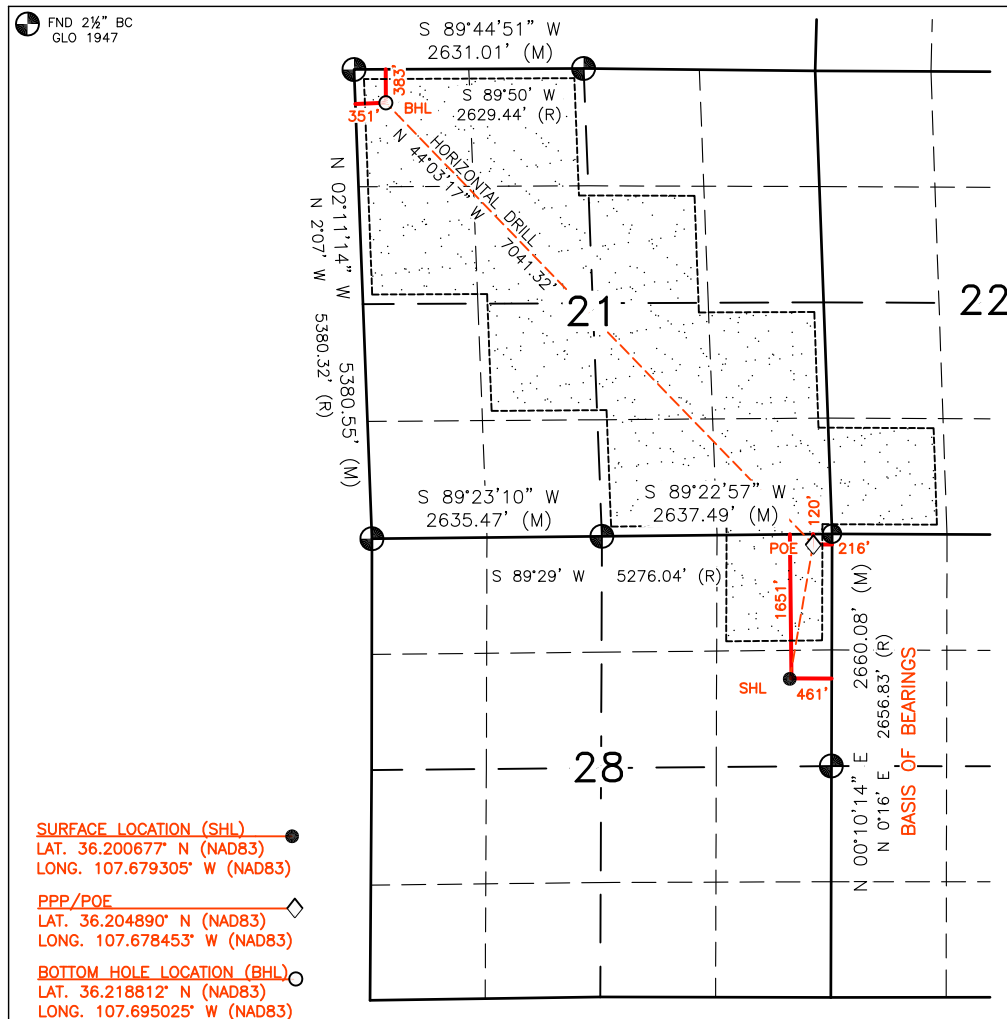 FND 2½" BC
GLO 1947
S 89°44'51" W
2631.01' (M)
383'
351'
BHL
S 89°50' W
2629.44' (R)
HORIZONTAL DRILL
N 44°03'17" W 7041.32'
N 02°11'14" W 5380.55' (M)
N 2°07' W 5380.32' (R)
21
22
S 89°23'10" W
2635.47' (M)
S 89°22'57" W
2637.49' (M)
120'
POE
216'
S 89°29' W 5276.04' (R)
1651'
SHL
461'
N 00°10'14" E 2660.08' (M)
N 0°16' E 2656.83' (R)
BASIS OF BEARINGS
28
SURFACE LOCATION (SHL)
LAT. 36.200677° N (NAD83)
LONG. 107.679305° W (NAD83)
PPP/POE
LAT. 36.204890° N (NAD83)
LONG. 107.678453° W (NAD83)
BOTTOM HOLE LOCATION (BHL)
LAT. 36.218812° N (NAD83)
LONG. 107.695025° W (NAD83)